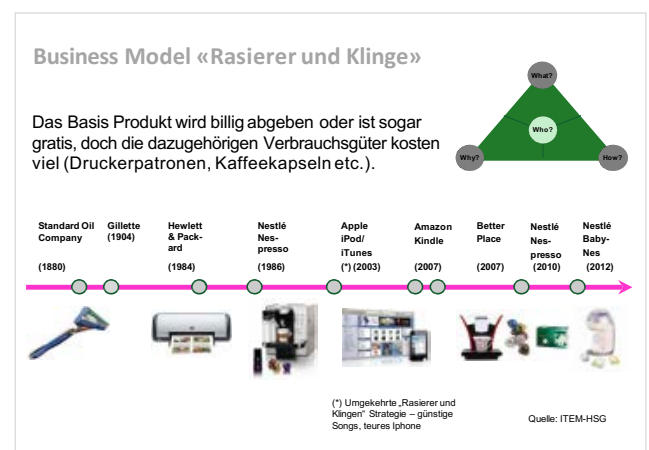 Business Model «Rasierer und Klinge»
What?
Who?
Why?
How?
Das Basis Produkt wird billig abgeben oder ist sogar
gratis, doch die dazugehörigen Verbrauchsgüter kosten
viel (Druckerpatronen, Kaffeekapseln etc.).
Standard Oil
Company
(1880)
Gillette
(1904)
Hewlett
& Pack-
ard
(1984)
Nestlé
Nes-
presso
(1986)
Apple
iPod/
iTunes
(*) (2003)
Amazon
Kindle
(2007)
Better
Place
(2007)
Nestlé
Nes-
presso
(2010)
Nestlé
Baby-
Nes
(2012)
(*) Umgekehrte „Rasierer und
Klingen“ Strategie – günstige
Songs, teures Iphone
Quelle: ITEM-HSG